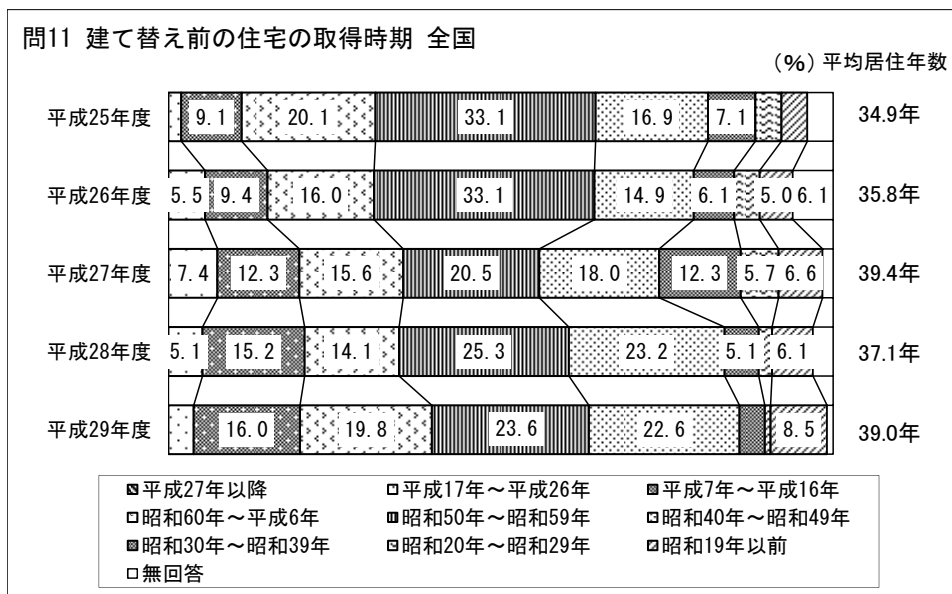 問11 建て替え前の住宅の取得時期 全国
(%) 平均居住年数
平成25年度 9.1 20.1 33.1 16.9 7.1 34.9年
平成26年度 5.5 9.4 16.0 33.1 14.9 6.1 5.0 6.1 35.8年
平成27年度 7.4 12.3 15.6 20.5 18.0 12.3 5.7 6.6 39.4年
平成28年度 5.1 15.2 14.1 25.3 23.2 5.1 6.1 37.1年
平成29年度 16.0 19.8 23.6 22.6 8.5 39.0年
平成27年以降 平成17年～平成26年 平成7年～平成16年
昭和60年～平成6年 昭和50年～昭和59年 昭和40年～昭和49年
昭和30年～昭和39年 昭和20年～昭和29年 昭和19年以前
無回答